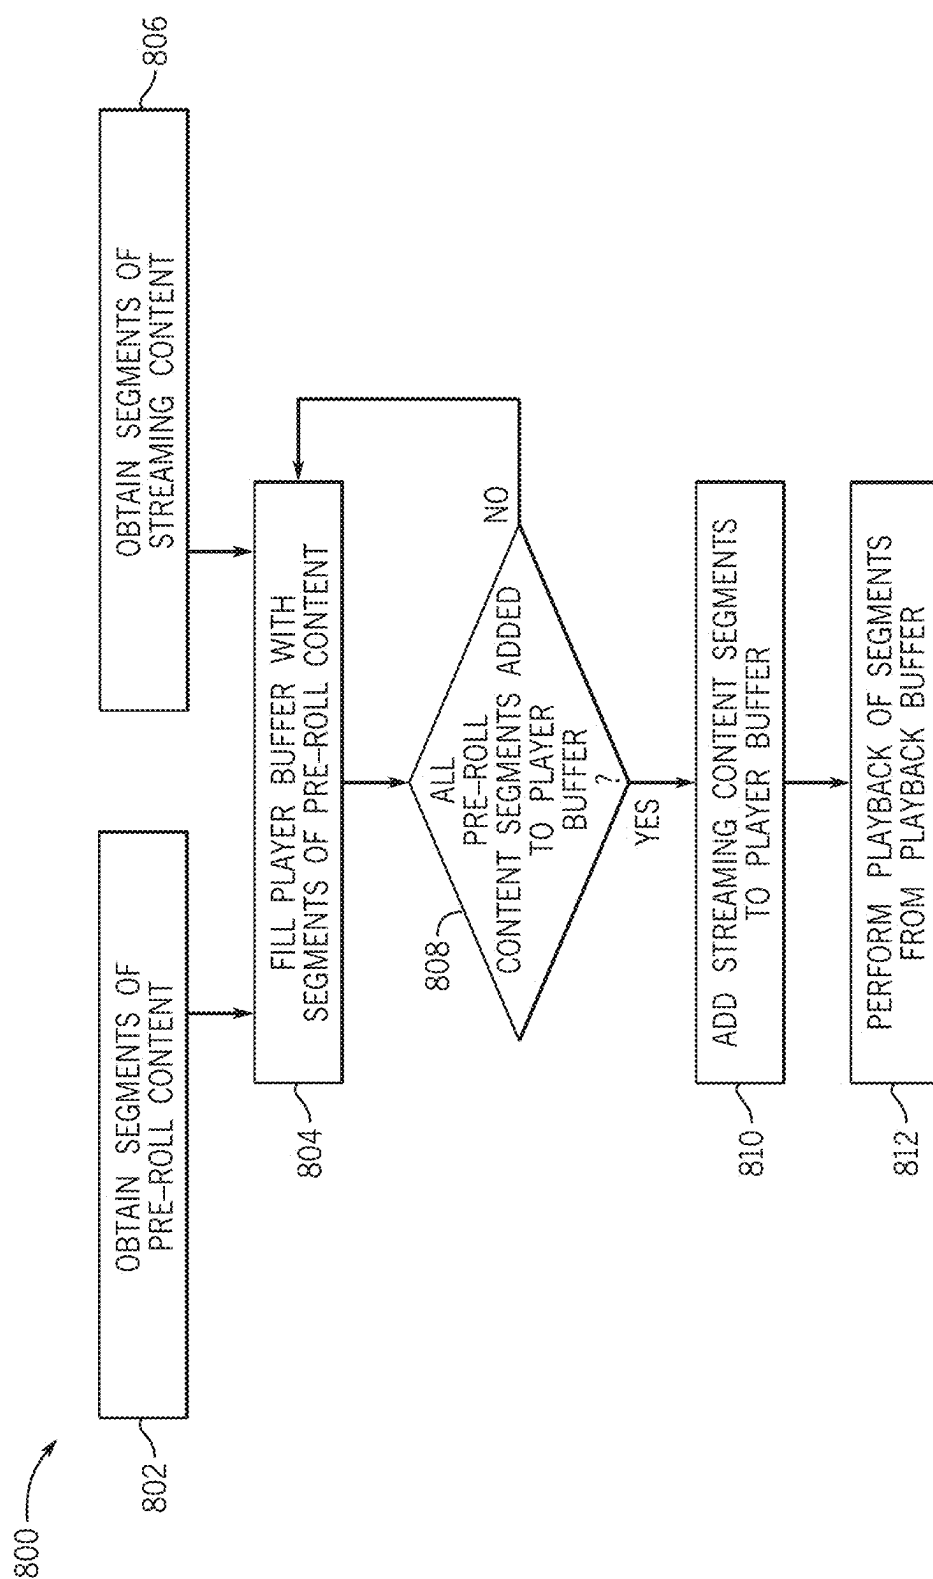 800
OBTAIN SEGMENTS OF
PRE-ROLL CONTENT
802
OBTAIN SEGMENTS OF
STREAMING CONTENT
806
FILL PLAYER BUFFER WITH
SEGMENTS OF PRE-ROLL CONTENT
804
808
ALL
PRE-ROLL
CONTENT SEGMENTS ADDED
TO PLAYER
BUFFER
?
NO
YES
ADD STREAMING CONTENT SEGMENTS
TO PLAYER BUFFER
810
PERFORM PLAYBACK OF SEGMENTS
FROM PLAYBACK BUFFER
812